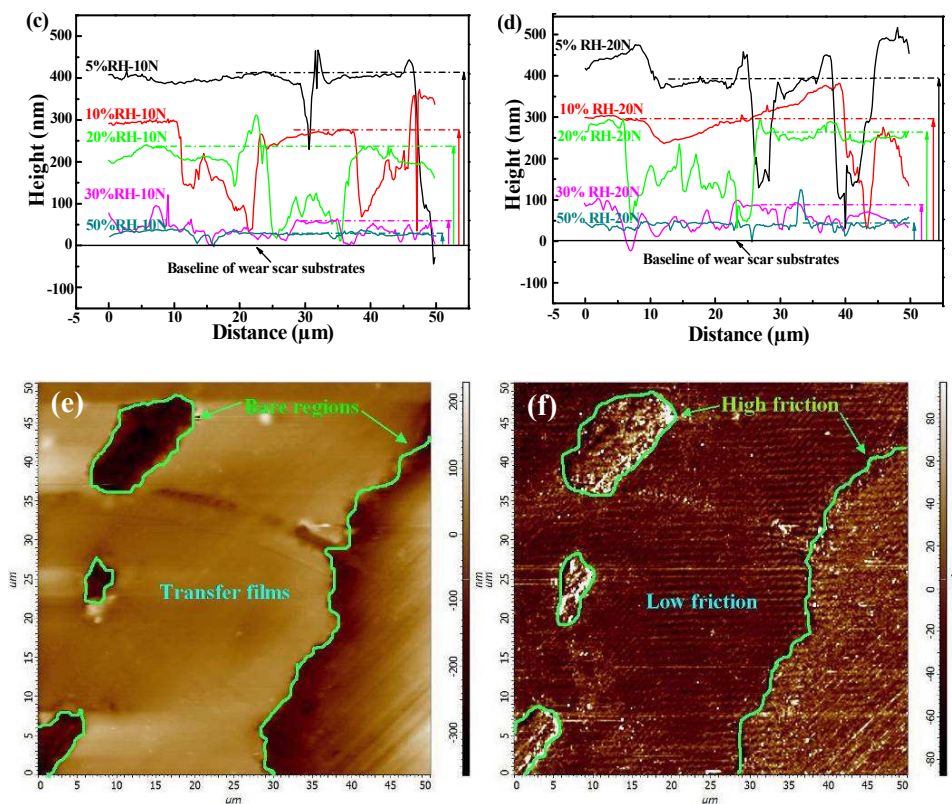 (c)
5%RH-10N
10%RH-10N
20%RH-10N
30%RH-10N
50%RH-10N
Baseline of wear scar substrates
Height (nm)
500
400
300
200
100
0
-100
-5 0 10 20 30 40 50
Distance (µm)
(d)
5% RH-20N
10% RH-20N
20%RH-20N
30% RH-20N
50%RH-20N
Baseline of wear scar substrates
Height (nm)
500
400
300
200
100
0
-100
-5 0 10 20 30 40 50
Distance (µm)
(e)
Bare regions
Transfer films
50
45
40
35
30
25
20
15
10
5
0
um
0 5 10 15 20 25 30 35 40 45 50
um
200
100
0
-100
-200
-300
nm
(f)
High friction
Low friction
50
45
40
35
30
25
20
15
10
5
0
um
0 5 10 15 20 25 30 35 40 45 50
um
80
60
40
20
0
-20
-40
-60
-80